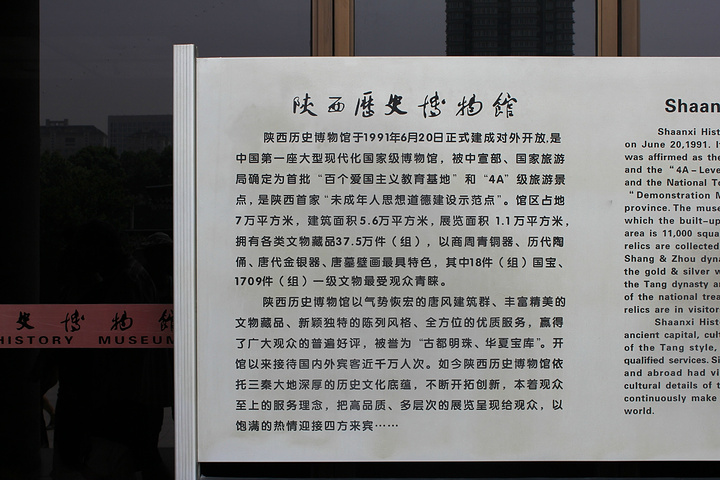 陕西歷史博物館
陕西历史博物馆于1991年6月20日正式建成对外开放,是
中国第一座大型现代化国家级博物馆，被中宣部、国家旅游
局确定为首批“百个爱国主义教育基地”和“4A”级旅游景
点，是陕西首家“未成年人思想道德建设示范点”。馆区占地
7万平方米，建筑面积5.6万平方米，展览面积 1.1万平方米，
拥有各类文物藏品37.5万件（组），以商周青铜器、历代陶
俑、唐代金银器、唐墓壁画最具特色，其中18件（组）国宝、
1709件（组）一级文物最受观众青睐。
陕西历史博物馆以气势恢宏的唐风建筑群、丰富精美的
文物藏品、新颖独特的陈列风格、全方位的优质服务，赢得
了广大观众的普遍好评，被誉为“古都明珠、华夏宝库”。开
馆以来接待国内外宾客近千万人次。如今陕西历史博物馆依
托三秦大地深厚的历史文化底蕴，不断开拓创新，本着观众
至上的服务理念，把高品质、多层次的展览呈现给观众，以
饱满的热情迎接四方来宾……
Shaan
Shaanxi Hist
on June 20,1991. It
was affirmed as the
and the “4A-Leve
and the National T
“Demonstration M
province. The muse
which the built-up
area is 11,000 squa
relics are collected
Shang & Zhou dyna
the gold & silver w
the Tang dynasty a
of the national trea
relics are in visitor
Shaanxi Hist
ancient capital, cult
of the Tang style,
qualified services. Si
and abroad had vi
cultural details of t
continuously make
world.
史博物館
HISTORY MUSEUM